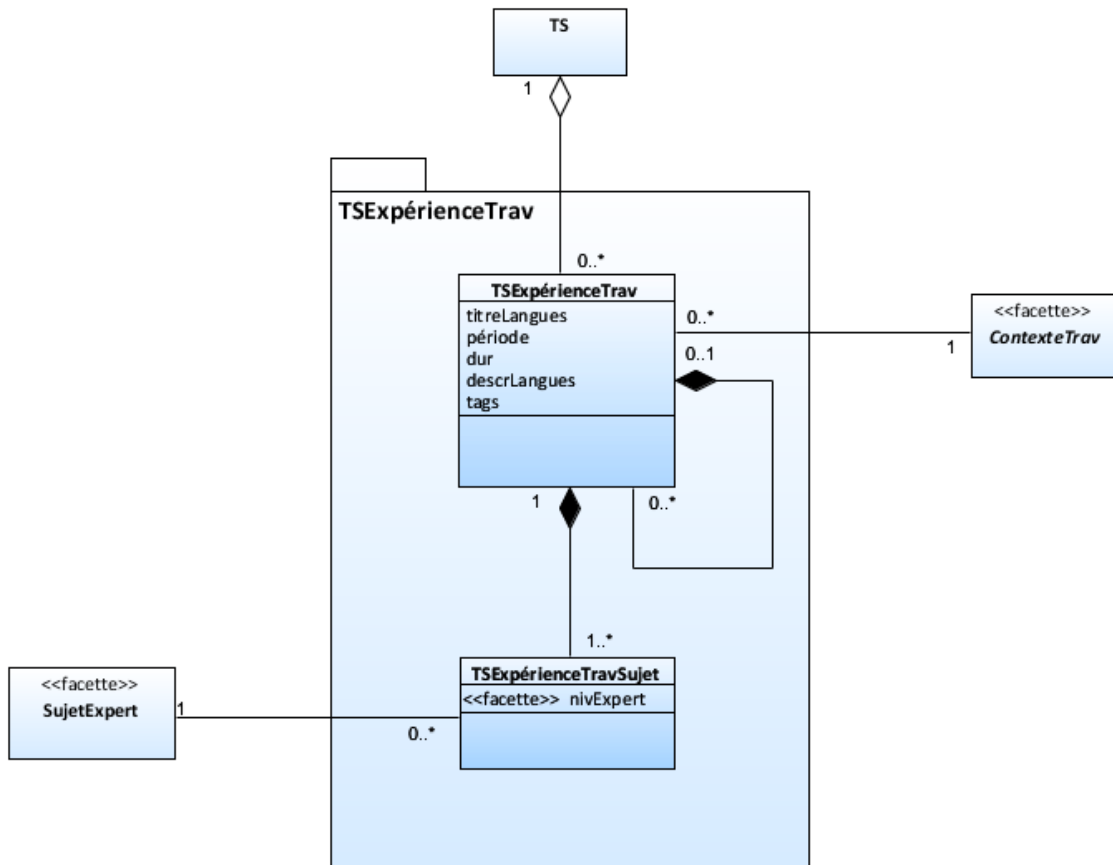 TS
1
TSExpérienceTrav
0..*
TSExpérienceTrav
titreLangues
période
dur
descrLangues
tags
0..*
1
<<facette>>
ContexteTrav
0..1
1
0..*
1..*
TSExpérienceTravSujet
<<facette>> nivExpert
<<facette>>
SujetExpert
1
0..*